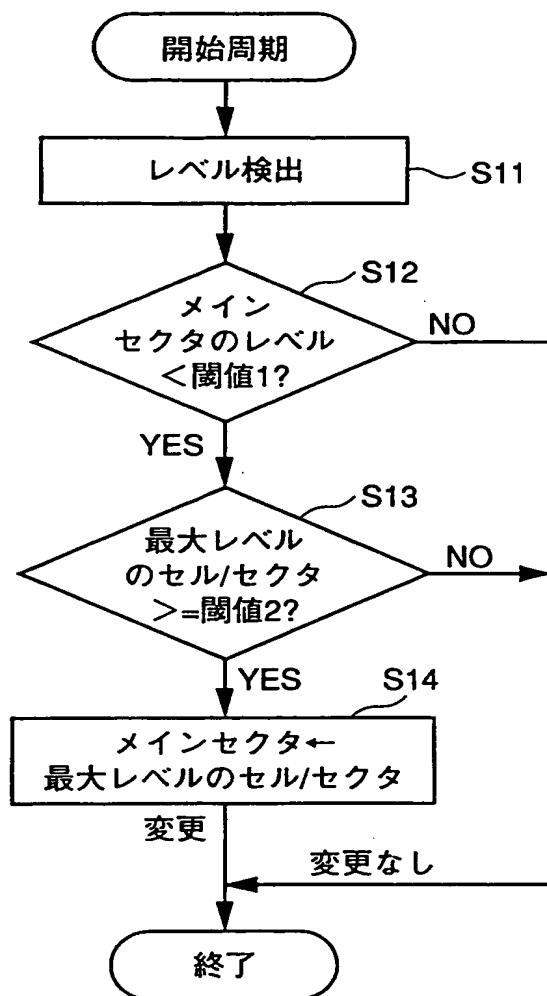 開始周期
レベル検出
S11
S12
メイン
セクタのレベル
<閾値1?
NO
YES
S13
最大レベル
のセル/セクタ
>=閾値2?
NO
YES
S14
メインセクタ←
最大レベルのセル/セクタ
変更
変更なし
終了